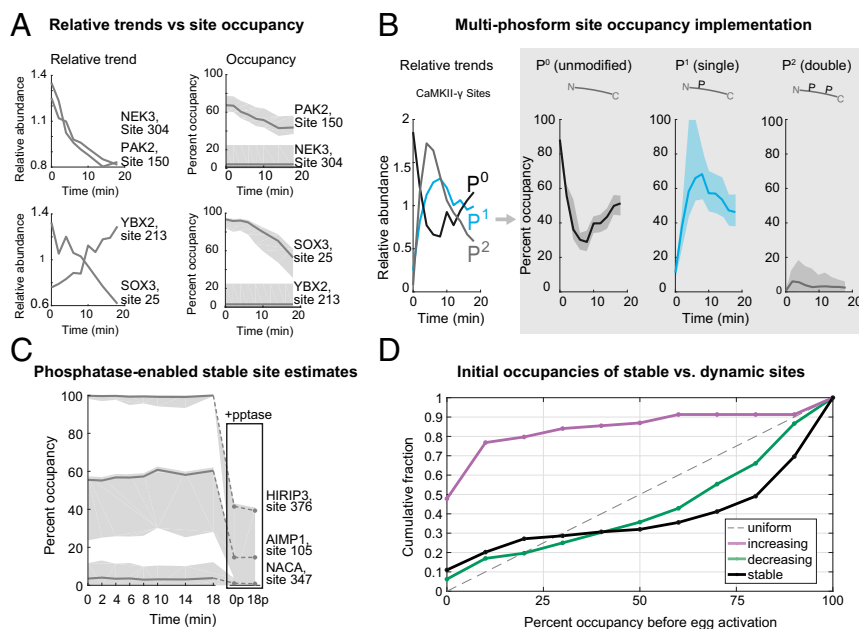 A
Relative trends vs site occupancy
Relative trend
Occupancy
Relative abundance
1.4
0.8
NEK3,
Site 304
PAK2,
Site 150
0
10
20
Time (min)
Percent occupancy
100
60
0
PAK2,
Site 150
NEK3,
Site 304
0
10
20
Time (min)
Relative abundance
1.4
0.6
YBX2,
site 213
SOX3,
site 25
0
10
20
Time (min)
Percent occupancy
100
60
0
SOX3,
site 25
YBX2,
site 213
0
10
20
Time (min)
B
Multi-phosform site occupancy implementation
Relative trends
CaMKII-γ Sites
Relative abundance
2
1.5
1
0.5
0
P0
P1
P2
0
10
20
Time (min)
P0 (unmodified)
N
C
Percent occupancy
100
80
60
40
20
0
0
10
20
Time (min)
P1 (single)
N
P
C
100
80
60
40
20
0
0
10
20
Time (min)
P2 (double)
N
P
P
C
100
80
60
40
20
0
0
10
20
Time (min)
C
Phosphatase-enabled stable site estimates
Percent occupancy
100
80
60
40
20
0
+pptase
HIRIP3,
site 376
AIMP1,
site 105
NACA,
site 347
0 2 4 6 8 10 14 18
0p 18p
Time (min)
D
Initial occupancies of stable vs. dynamic sites
Cumulative fraction
1
0.9
0.8
0.7
0.6
0.5
0.4
0.3
0.2
0.1
0
uniform
increasing
decreasing
stable
0
25
50
75
100
Percent occupancy before egg activation